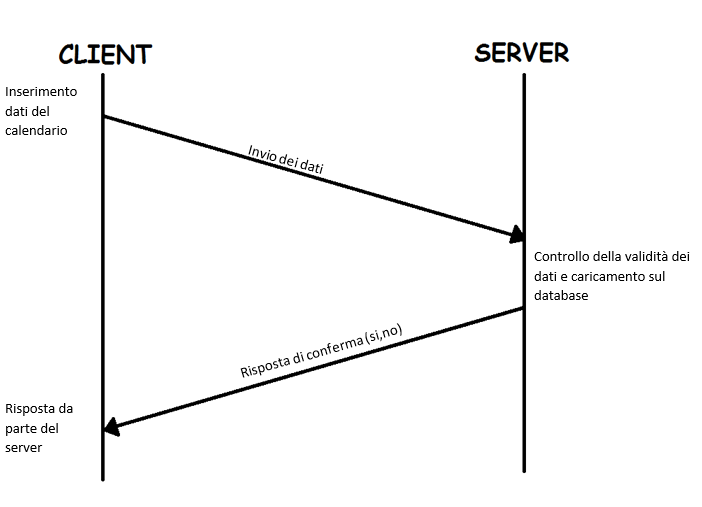 CLIENT
SERVER
Inserimento
dati del
calendario
Invio dei dati
Controllo della validità dei
dati e caricamento sul
database
Risposta di conferma (si,no)
Risposta da
parte del
server